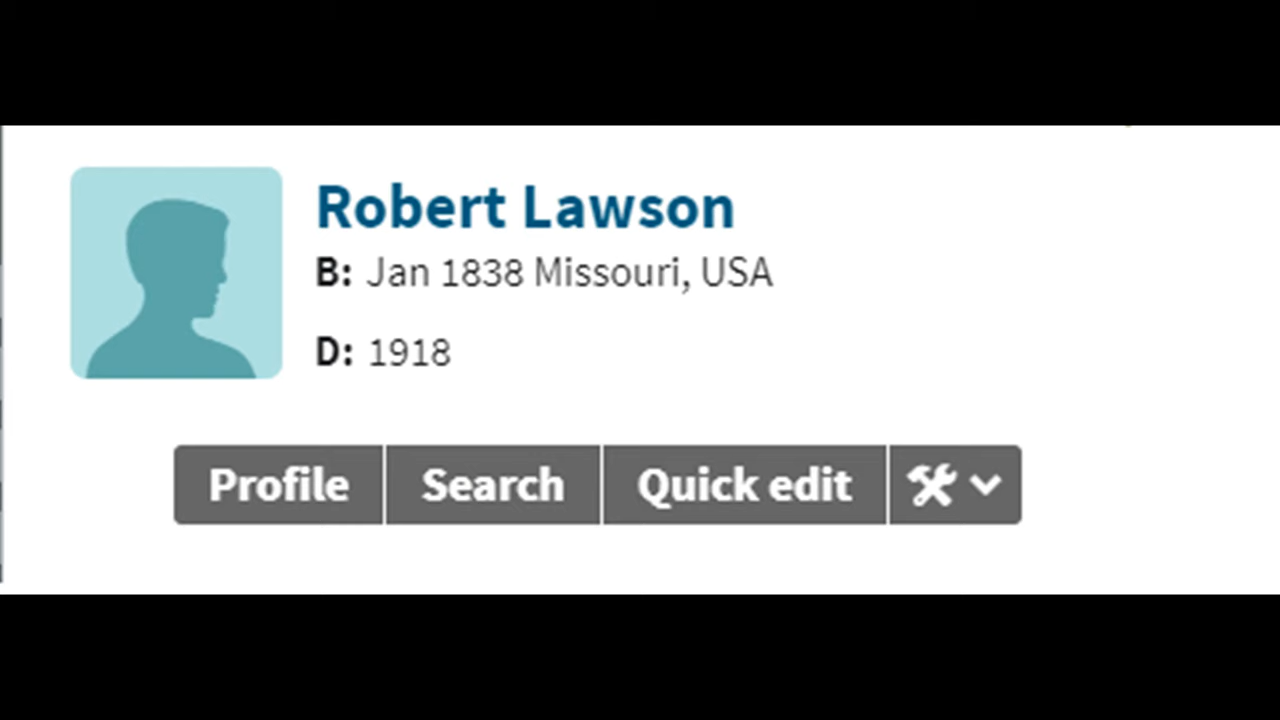 Robert Lawson
B: Jan 1838 Missouri, USA
D: 1918
Profile Search Quick edit